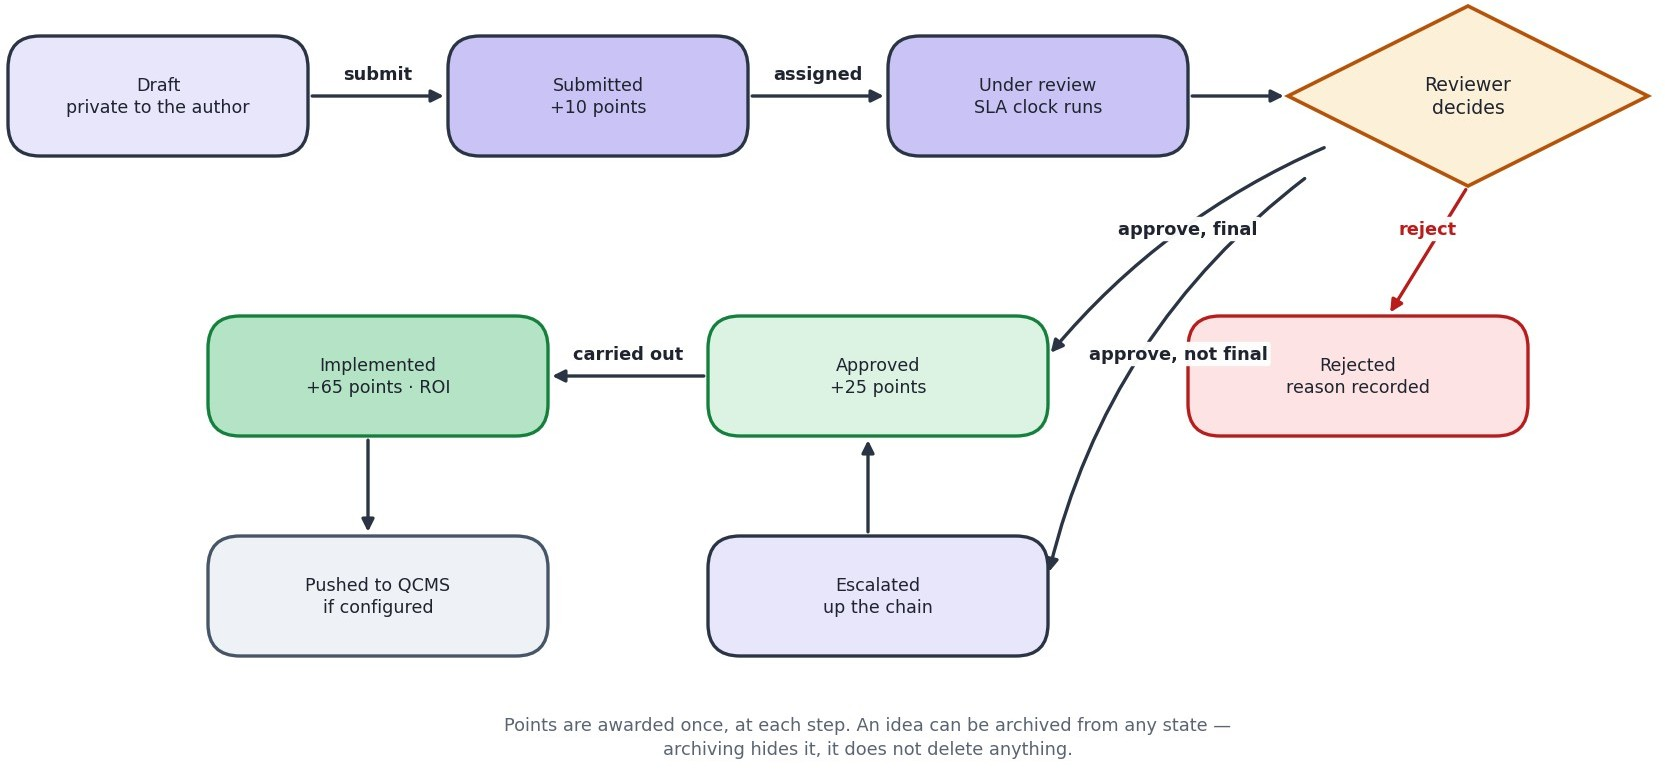 Draft
private to the author
submit
Submitted
+10 points
assigned
Under review
SLA clock runs
Reviewer
decides
approve, final
reject
Implemented
+65 points · ROI
carried out
Approved
+25 points
approve, not final
Rejected
reason recorded
Pushed to QCMS
if configured
Escalated
up the chain
Points are awarded once, at each step. An idea can be archived from any state —
archiving hides it, it does not delete anything.